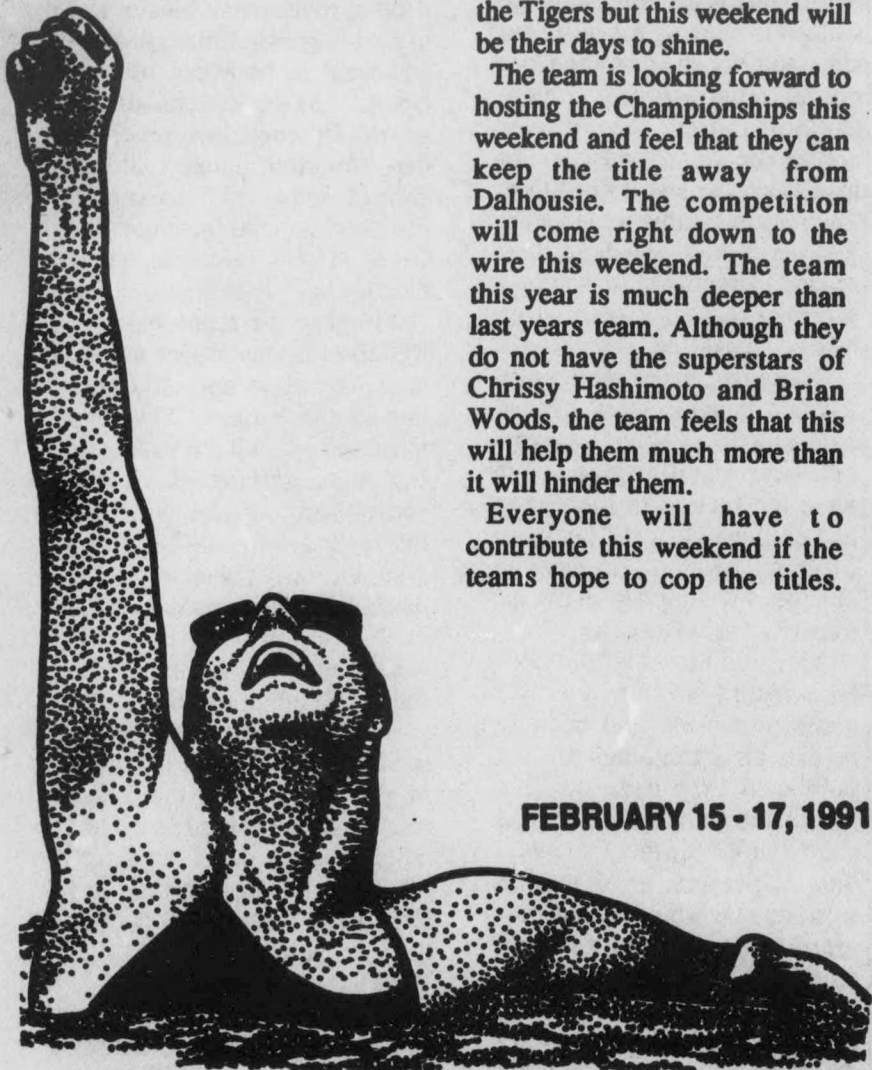 the Tigers but this weekend will
be their days to shine.
The team is looking forward to
hosting the Championships this
weekend and feel that they can
keep the title away from
Dalhousie. The competition
will come right down to the
wire this weekend. The team
this year is much deeper than
last years team. Although they
do not have the superstars of
Chrissy Hashimoto and Brian
Woods, the team feels that this
will help them much more than
it will hinder them.
Everyone will have to
contribute this weekend if the
teams hope to cop the titles.
FEBRUARY 15 - 17, 1991